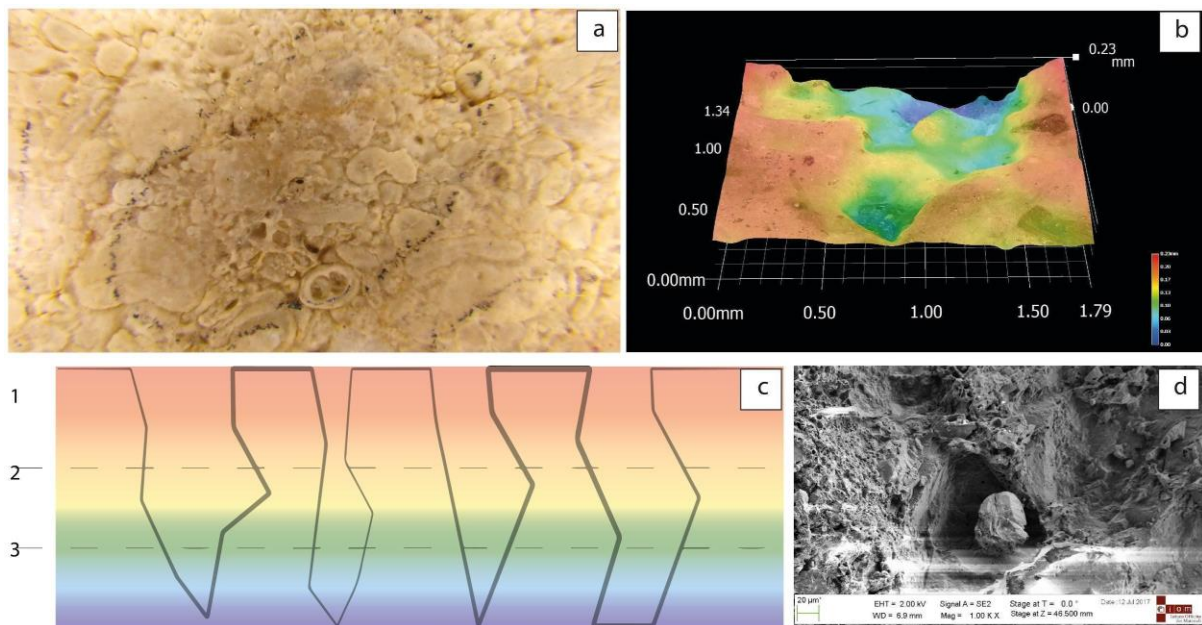 a
b
0.23
mm
0.00
1.34
1.00
0.50
0.00mm
0.00mm
0.50
1.00
1.50
1.79
c
1
2
3
d
20 µm*
EHT = 2.00 kV
Signal A = SE2
Stage at T = 0.0 °
Date :12 Jul 2017
WD = 6.9 mm
Mag = 1.00 K X
Stage at Z = 46.500 mm